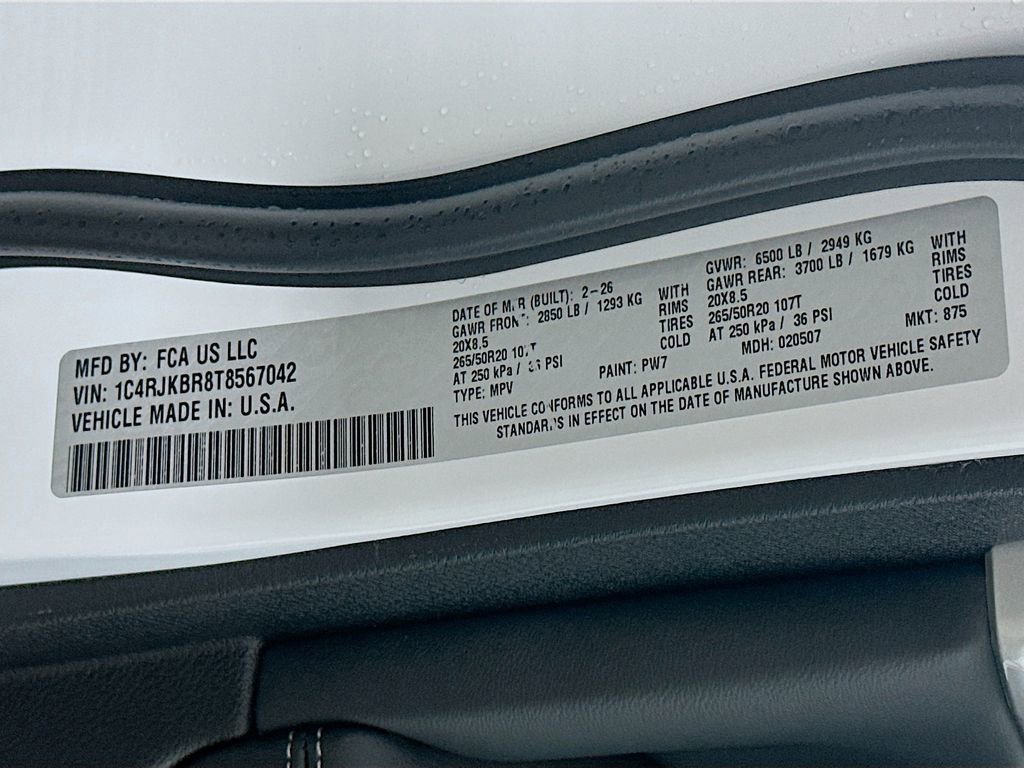 MFD BY: FCA US LLC
VIN: 1C4RJKBR8T8567042
VEHICLE MADE IN: U.S.A.
DATE OF M.R (BUILT): 2-26
GAWR FRONT: 2850 LB / 1293 KG WITH
20X8.5 RIMS
265/50R20 107T TIRES
AT 250 kPa / 36 PSI COLD
TYPE: MPV
PAINT: PW7
GVWR: 6500 LB / 2949 KG
GAWR REAR: 3700 LB / 1679 KG WITH
20X8.5 RIMS
265/50R20 107T TIRES
AT 250 kPa / 36 PSI COLD
MDH: 020507 MKT: 875
THIS VEHICLE CONFORMS TO ALL APPLICABLE U.S.A. FEDERAL MOTOR VEHICLE SAFETY
STANDARDS IN EFFECT ON THE DATE OF MANUFACTURE SHOWN ABOVE.